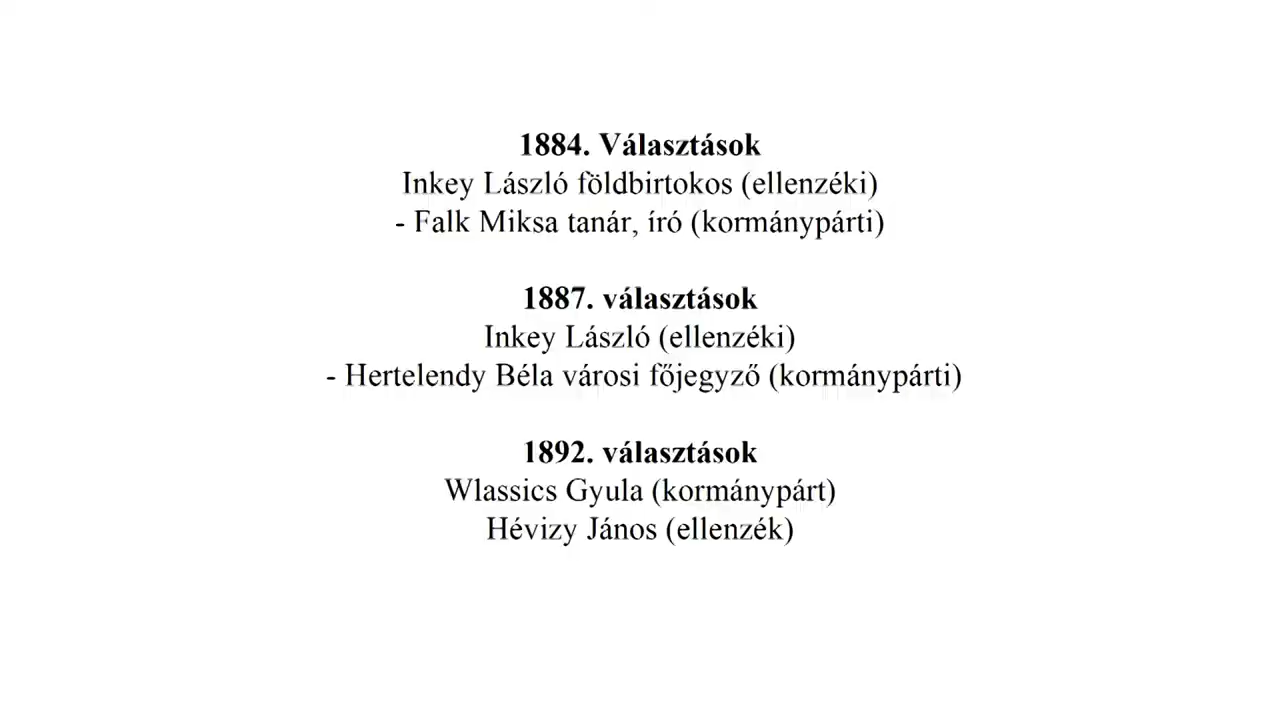 1884. Választások
Inkey László földbirtokos (ellenzéki)
- Falk Miksa tanár, író (kormánypárti)
1887. választások
Inkey László (ellenzéki)
- Hertelendy Béla városi főjegyző (kormánypárti)
1892. választások
Wlassics Gyula (kormánypárt)
Hévizy János (ellenzék)